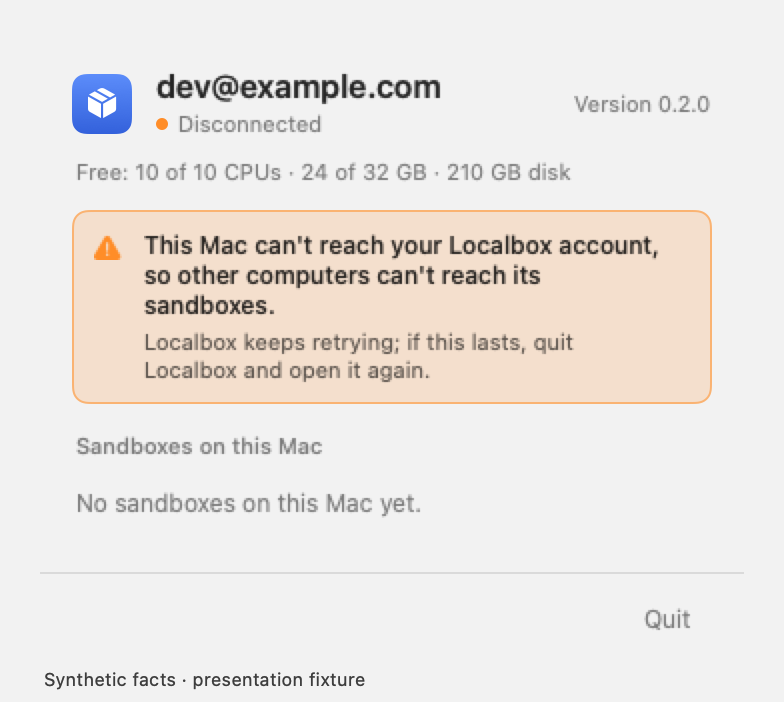 dev@example.com
Disconnected
Version 0.2.0
Free: 10 of 10 CPUs · 24 of 32 GB · 210 GB disk
This Mac can't reach your Localbox account,
so other computers can't reach its
sandboxes.
Localbox keeps retrying; if this lasts, quit
Localbox and open it again.
Sandboxes on this Mac
No sandboxes on this Mac yet.
Quit
Synthetic facts · presentation fixture